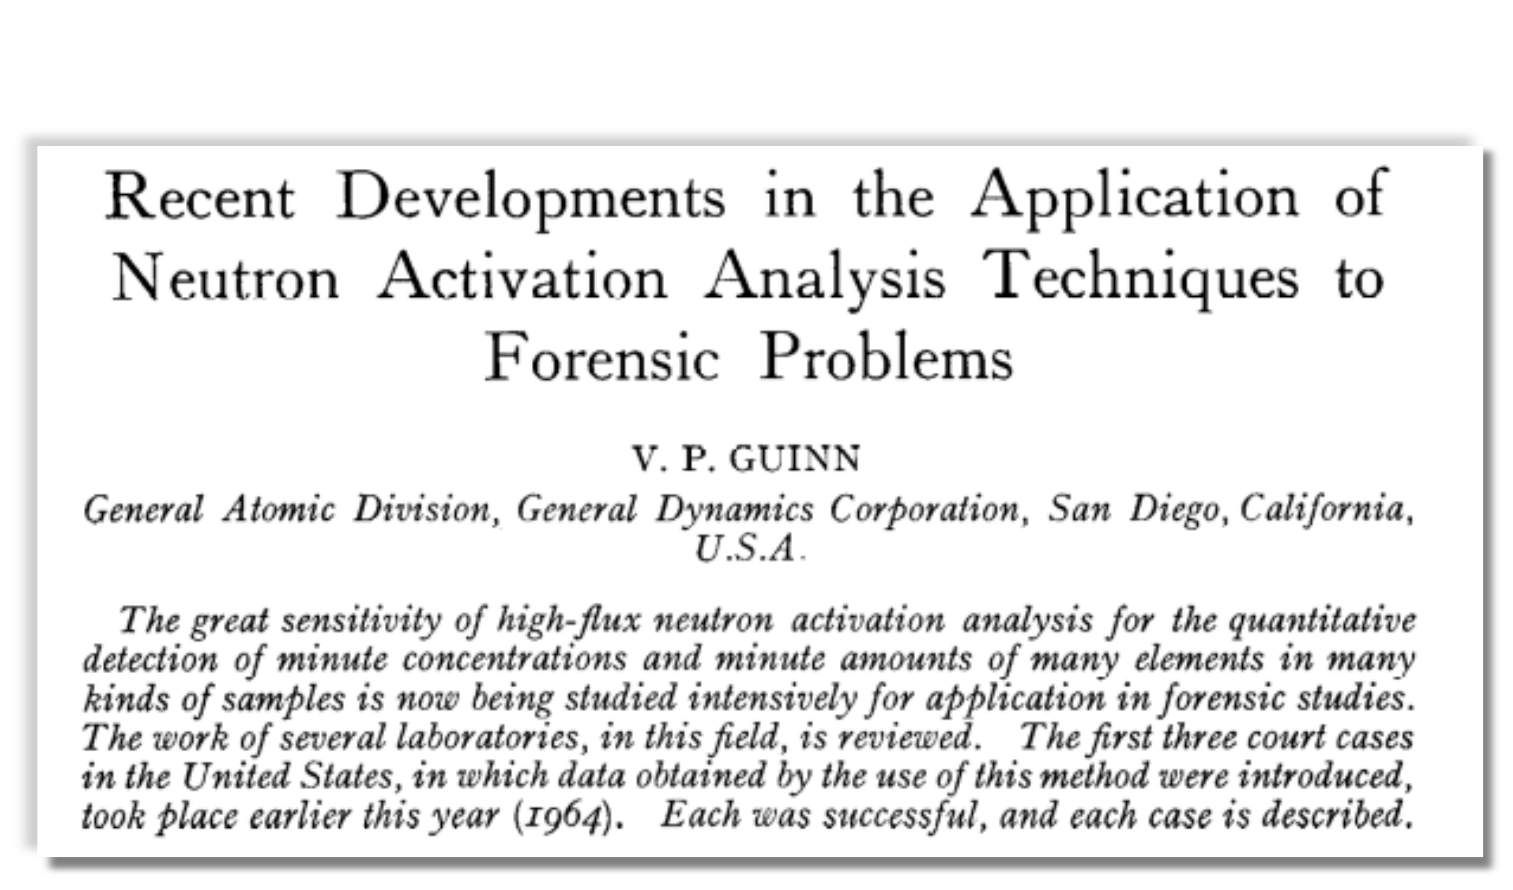 Recent Developments in the Application of
Neutron Activation Analysis Techniques to
Forensic Problems
V. P. GUINN
General Atomic Division, General Dynamics Corporation, San Diego, California,
U.S.A.
The great sensitivity of high-flux neutron activation analysis for the quantitative
detection of minute concentrations and minute amounts of many elements in many
kinds of samples is now being studied intensively for application in forensic studies.
The work of several laboratories, in this field, is reviewed. The first three court cases
in the United States, in which data obtained by the use of this method were introduced,
took place earlier this year (1964). Each was successful, and each case is described.